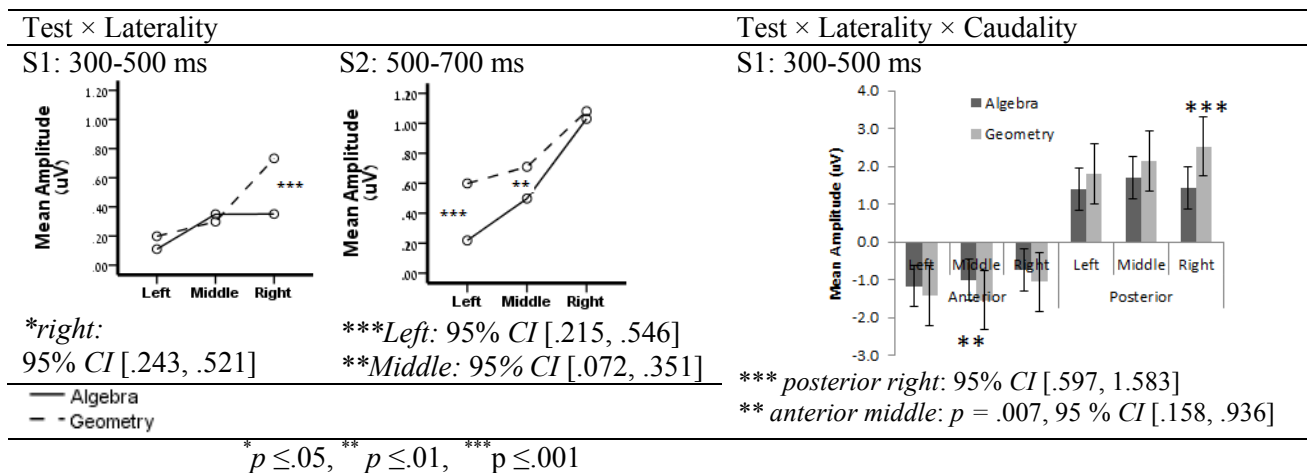 Test × Laterality
Test × Laterality × Caudality
S1: 300-500 ms
S2: 500-700 ms
S1: 300-500 ms
Mean Amplitude (uV)
1.20
1.00
.80
.60
.40
.20
.00
***
Left Middle Right
Mean Amplitude (uV)
1.20
1.00
.80
.60
.40
.20
.00
***
**
Left Middle Right
Mean Amplitude (uV)
4.0
3.0
2.0
1.0
0.0
-1.0
-2.0
-3.0
Algebra
Geometry
***
Left Middle Right Left Middle Right
Anterior Posterior
**
*right:
95% CI [.243, .521]
***Left: 95% CI [.215, .546]
**Middle: 95% CI [.072, .351]
*** posterior right: 95% CI [.597, 1.583]
** anterior middle: p = .007, 95 % CI [.158, .936]
Algebra
Geometry
*p ≤.05, ** p ≤.01, ***p ≤.001